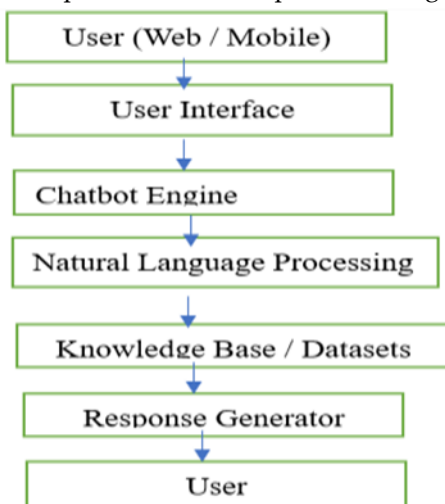 User (Web / Mobile)
User Interface
Chatbot Engine
Natural Language Processing
Knowledge Base / Datasets
Response Generator
User